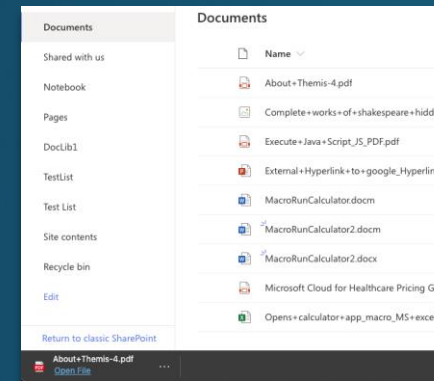 Documents
Shared with us
Notebook
Pages
DocLib1
TestList
Test List
Site contents
Recycle bin
Edit
Return to classic SharePoint
Documents
Name
About+Themis-4.pdf
Complete+works+of+shakespeare+hidd
Execute+Java+Script_JS_PDF.pdf
External+Hyperlink+to+google_Hyperlin
MacroRunCalculator.docm
MacroRunCalculator2.docm
MacroRunCalculator2.docx
Microsoft Cloud for Healthcare Pricing G
Opens+calculator+app_macro_MS+exce
About+Themis-4.pdf
Open File
...